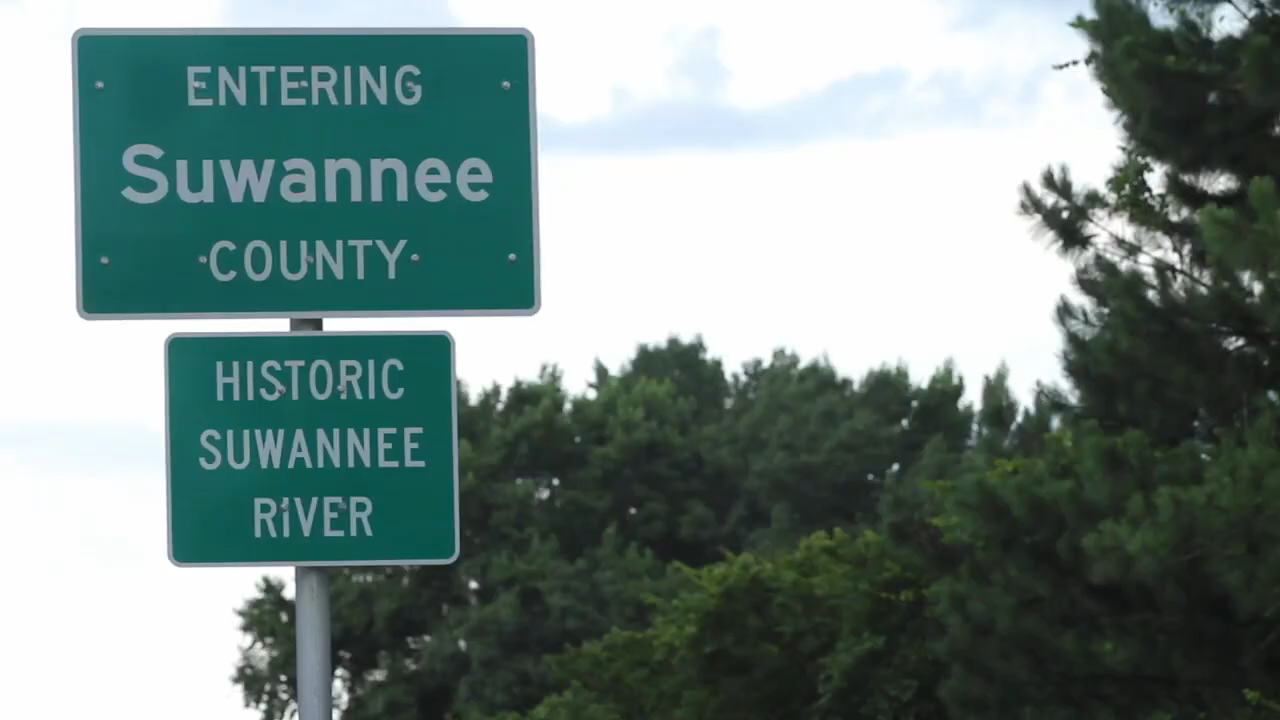 ENTERING
Suwannee
COUNTY
HISTORIC
SUWANNEE
RIVER